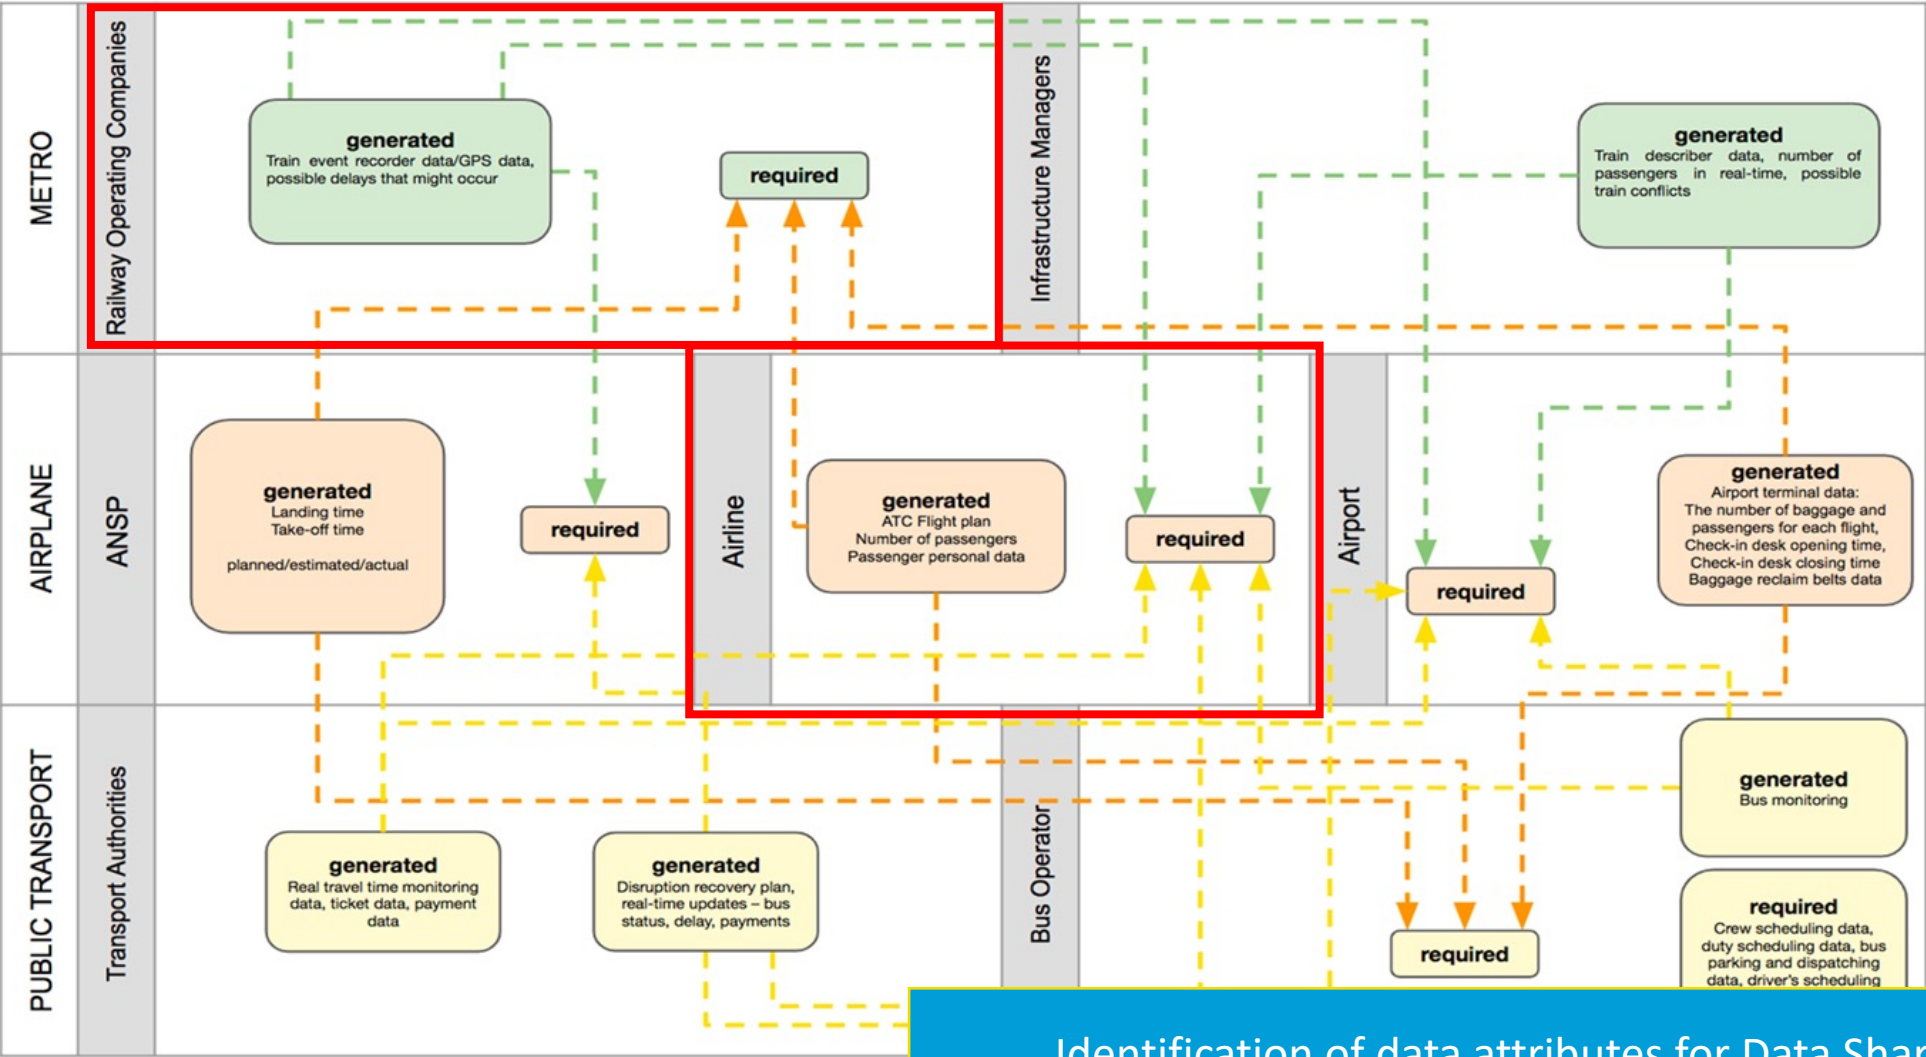 METRO
Railway Operating Companies
generated
Train event recorder data/GPS data,
possible delays that might occur
required
Infrastructure Managers
generated
Train describer data, number of
passengers in real-time, possible
train conflicts
AIRPLANE
ANSP
generated
Landing time
Take-off time
planned/estimated/actual
required
Airline
generated
ATC Flight plan
Number of passengers
Passenger personal data
required
Airport
required
generated
Airport terminal data:
The number of baggage and
passengers for each flight,
Check-in desk opening time,
Check-in desk closing time
Baggage reclaim belts data
PUBLIC TRANSPORT
Transport Authorities
generated
Real travel time monitoring
data, ticket data, payment
data
generated
Disruption recovery plan,
real-time updates – bus
status, delay, payments
Bus Operator
required
generated
Bus monitoring
required
Crew scheduling data,
duty scheduling data, bus
parking and dispatching
data, driver's scheduling
Identification of data attributes for Data Shar